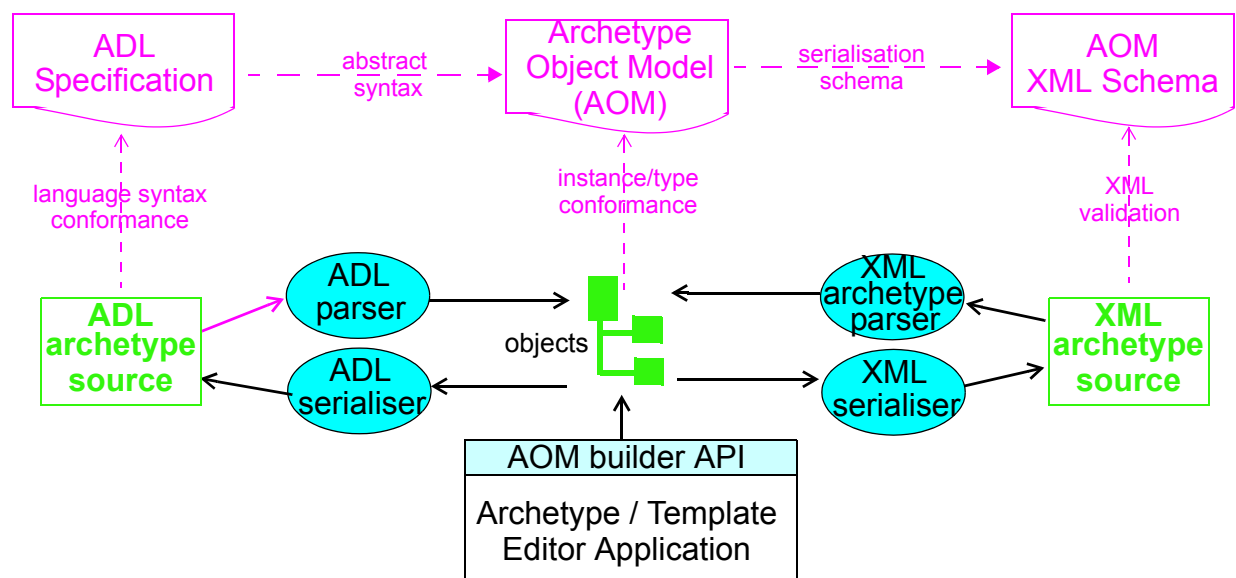 ADL
Specification
abstract
syntax
Archetype
Object Model
(AOM)
serialisation
schema
AOM
XML Schema
language syntax
conformance
instance/type
conformance
XML
validation
ADL
archetype
source
ADL
parser
ADL
serialiser
objects
XML
archetype
parser
XML
serialiser
XML
archetype
source
AOM builder API
Archetype / Template
Editor Application